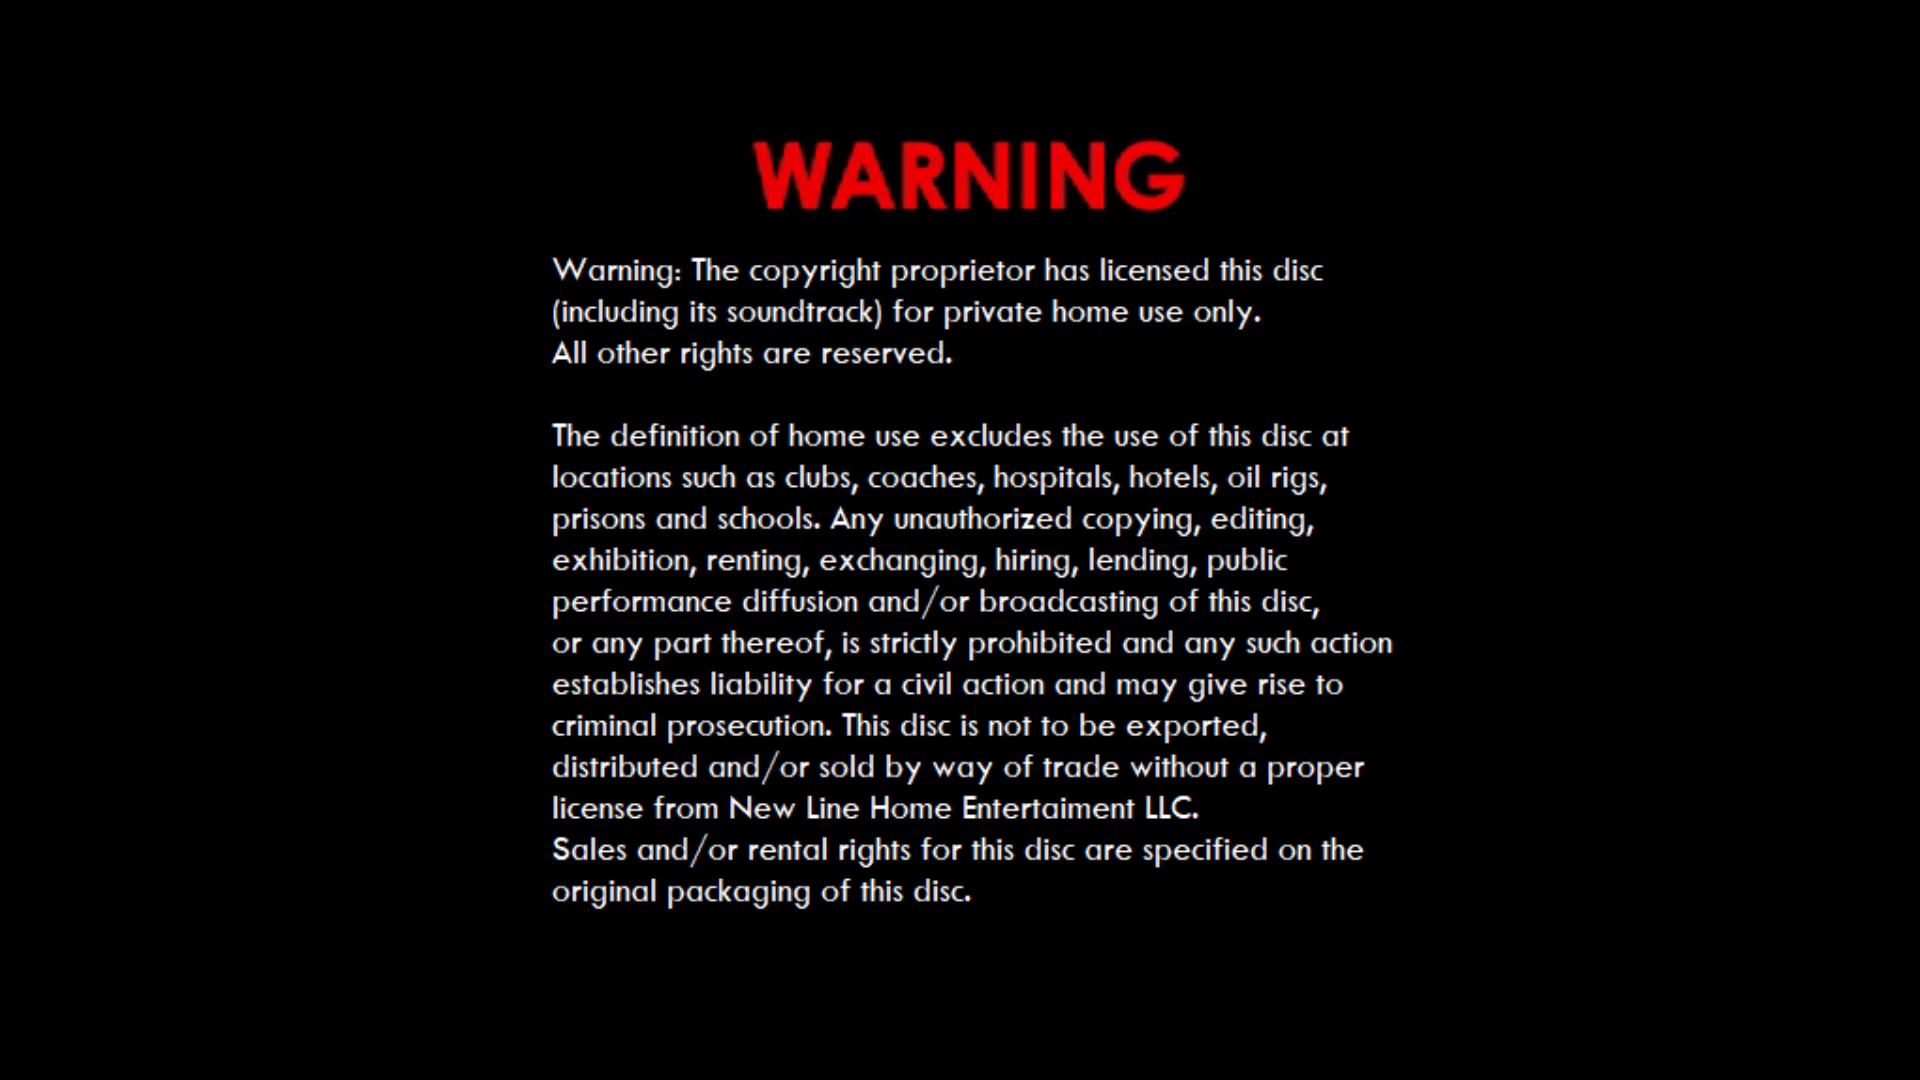 WARNING
Warning: The copyright proprietor has licensed this disc
(including its soundtrack) for private home use only.
All other rights are reserved.
The definition of home use excludes the use of this disc at
locations such as clubs, coaches, hospitals, hotels, oil rigs,
prisons and schools. Any unauthorized copying, editing,
exhibition, renting, exchanging, hiring, lending, public
performance diffusion and/or broadcasting of this disc,
or any part thereof, is strictly prohibited and any such action
establishes liability for a civil action and may give rise to
criminal prosecution. This disc is not to be exported,
distributed and/or sold by way of trade without a proper
license from New Line Home Entertaiment LLC.
Sales and/or rental rights for this disc are specified on the
original packaging of this disc.